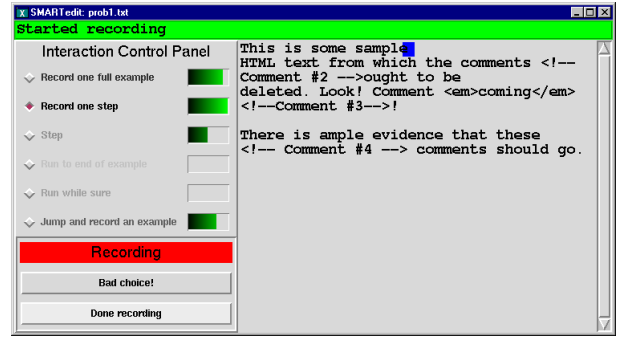 SMARTedit: prob1.txt
Started recording
Interaction Control Panel
Record one full example
Record one step
Step
Run to end of example
Run while sure
Jump and record an example
Recording
Bad choice!
Done recording
This is some sample
HTML text from which the comments <!--
Comment #2 -->ought to be
deleted. Look! Comment <em>coming</em>
<!--Comment #3-->!
There is ample evidence that these
<!-- Comment #4 --> comments should go.